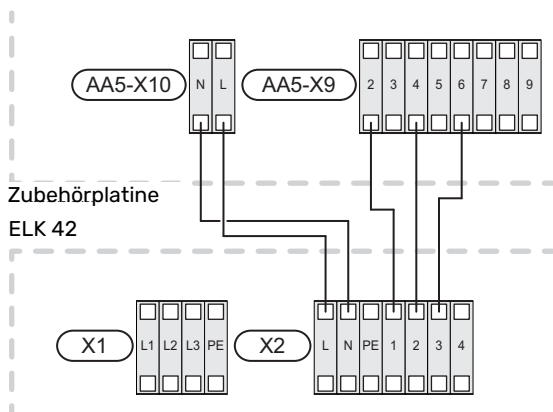 AA5-X10 N L AA5-X9 2 3 4 5 6 7 8 9
Zubehörplatine
ELK 42
X1 L1 L2 L3 PE X2 L N PE 1 2 3 4